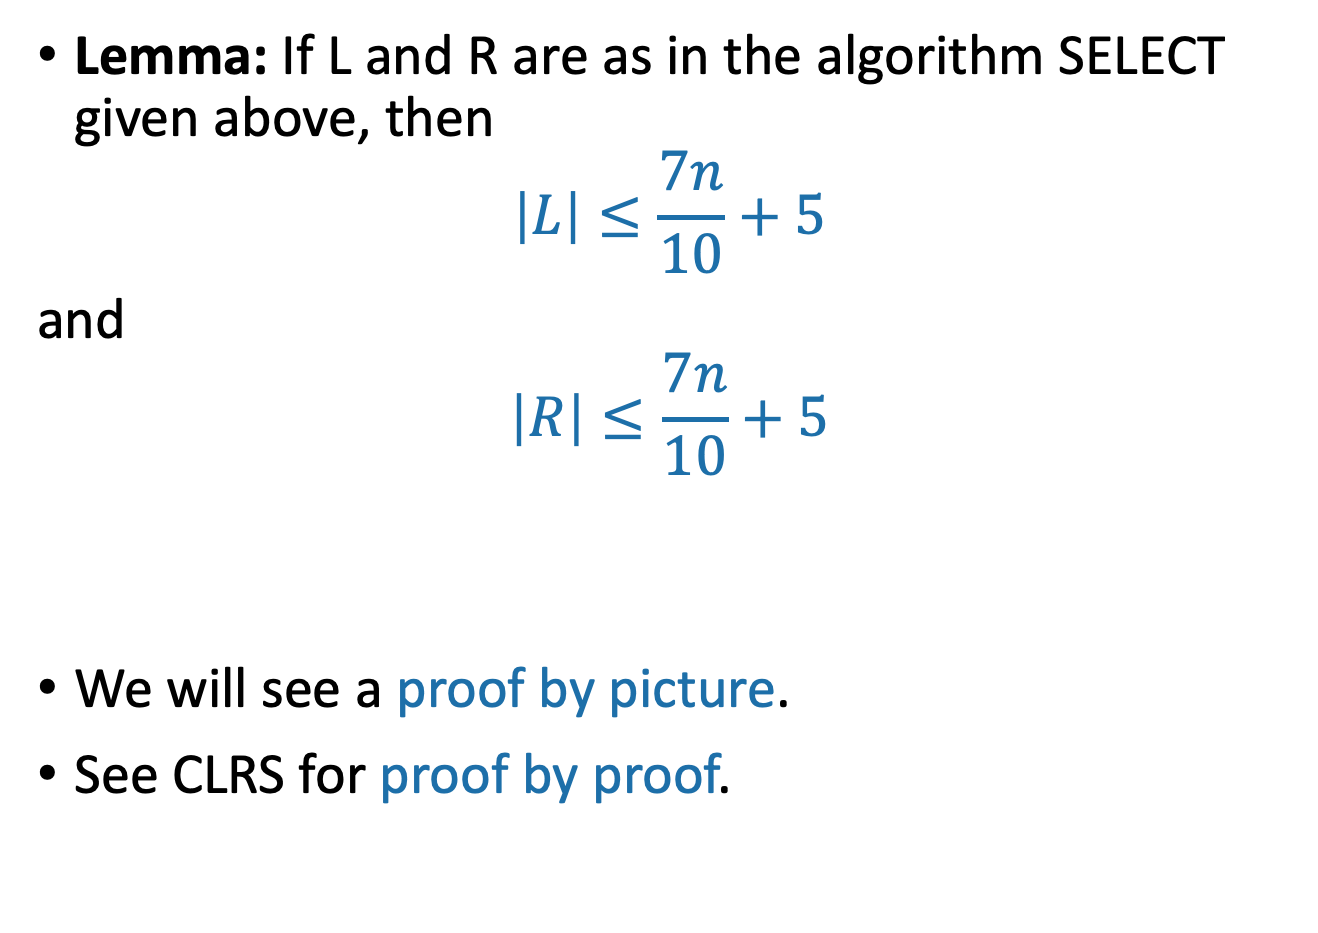 • Lemma: If L and R are as in the algorithm SELECT
given above, then
|L| ≤ 7n/10 + 5
and
|R| ≤ 7n/10 + 5
• We will see a proof by picture.
• See CLRS for proof by proof.